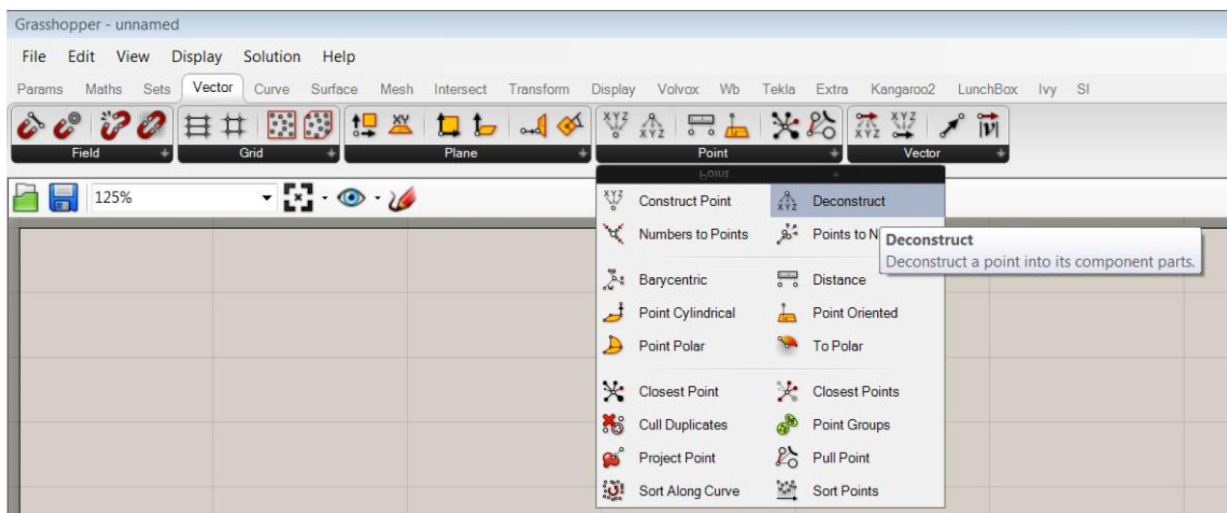 Grasshopper - unnamed
File Edit View Display Solution Help
Params Maths Sets Vector Curve Surface Mesh Intersect Transform Display Volvox Wb Tekla Extra Kangaroo2 LunchBox Ivy SI
Field Grid Plane Point Vector
125%
Construct Point Deconstruct
Numbers to Points Points to N
Deconstruct
Deconstruct a point into its component parts.
Barycentric Distance
Point Cylindrical Point Oriented
Point Polar To Polar
Closest Point Closest Points
Cull Duplicates Point Groups
Project Point Pull Point
Sort Along Curve Sort Points